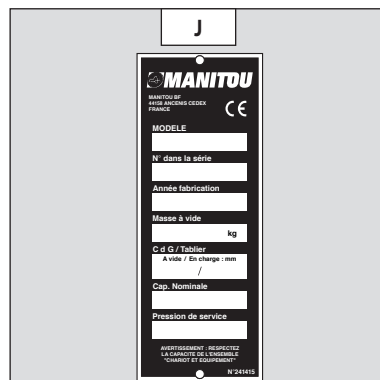 J
MANITOU
MANITOU BF
44158 ANCENIS CEDEX
FRANCE
CE
MODELE
N° dans la série
Année fabrication
Masse à vide
kg
C d G / Tablier
A vide / En charge : mm
/
Cap. Nominale
Pression de service
AVERTISSEMENT : RESPECTEZ
LA CAPACITE DE L'ENSEMBLE
"CHARIOT ET EQUIPEMENT"
N°241415